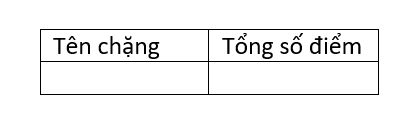 Tên chặng Tổng số điểm